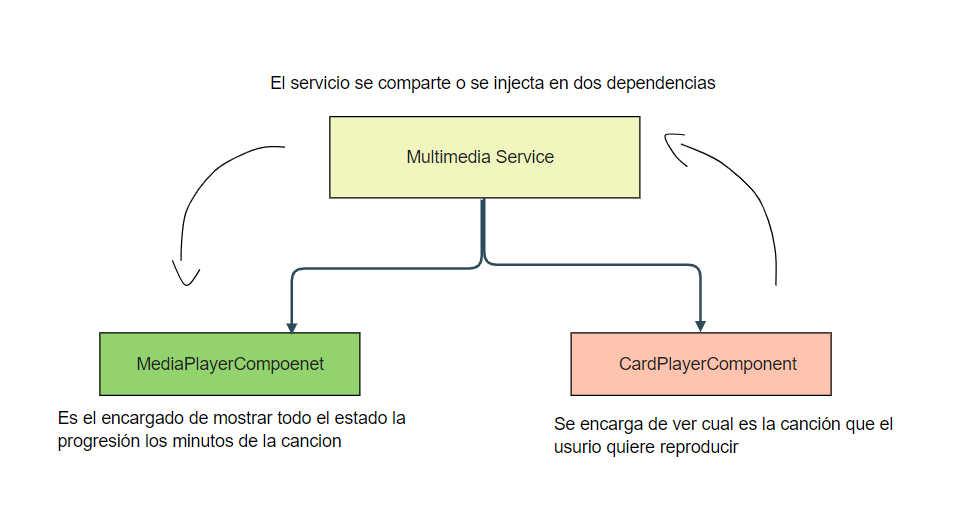 El servicio se comparte o se injecta en dos dependencias
Multimedia Service
MediaPlayerCompoenet
CardPlayerComponent
Es el encargado de mostrar todo el estado la
progresión los minutos de la cancion
Se encarga de ver cual es la canción que el
usurio quiere reproducir